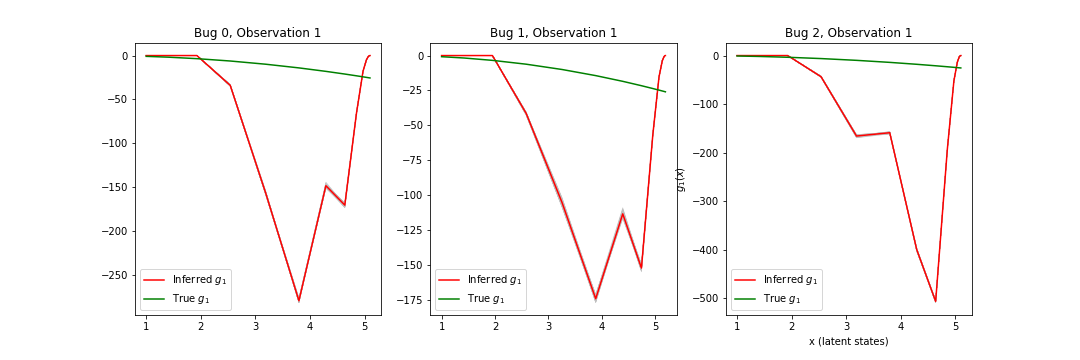 Bug 0, Observation 1
0
−50
−100
−150
−200
−250
1 2 3 4 5
Inferred g₁
True g₁
Bug 1, Observation 1
0
−25
−50
−75
−100
−125
−150
−175
1 2 3 4 5
Inferred g₁
True g₁
Bug 2, Observation 1
g₁(x)
0
−100
−200
−300
−400
−500
1 2 3 4 5
Inferred g₁
True g₁
x (latent states)